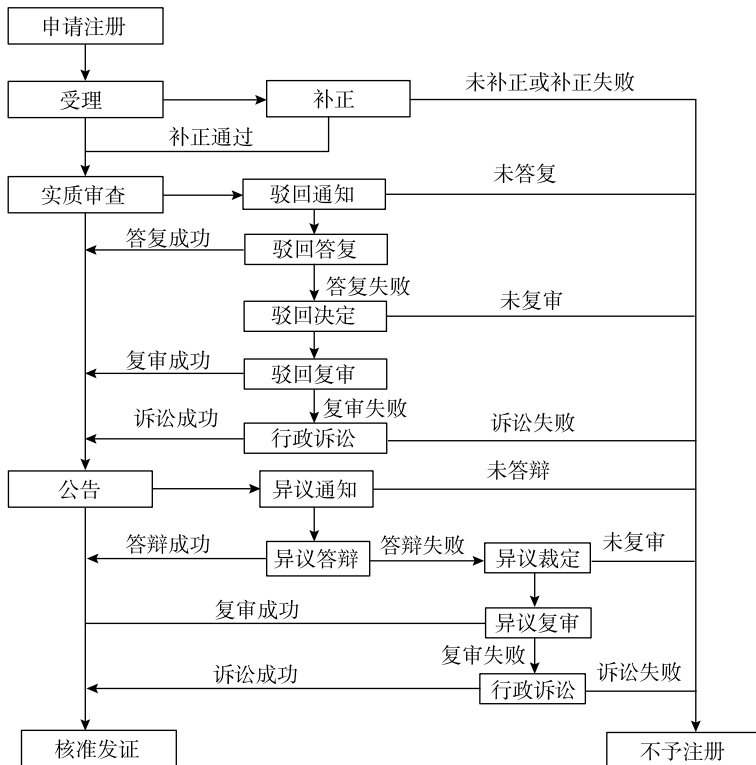 申请注册
受理
补正
未补正或补正失败
补正通过
实质审查
驳回通知
未答复
答复成功
驳回答复
答复失败
驳回决定
未复审
复审成功
驳回复审
复审失败
诉讼成功
行政诉讼
诉讼失败
公告
异议通知
未答辩
答辩成功
异议答辩
答辩失败
异议裁定
未复审
复审成功
异议复审
复审失败
诉讼成功
行政诉讼
诉讼失败
核准发证
不予注册